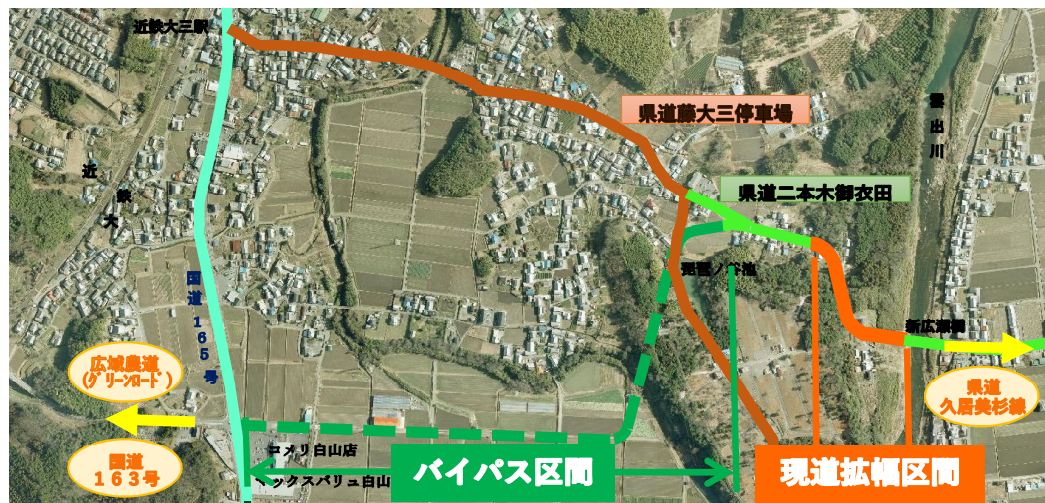 近鉄大三駅
県道藤大三停車場
雲出川
県道二本木御衣田
近鉄大
国道165号
新広瀬橋
広域農道
(グリーンロード)
県道
久居美杉線
国道
163号
コメリ白山店
バイパス区間
現道拡幅区間